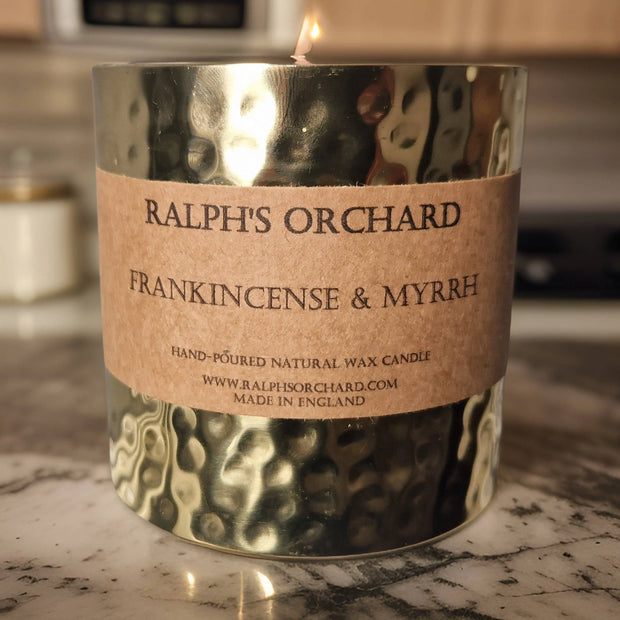 RALPH'S ORCHARD
FRANKINCENSE & MYRRH
HAND-POURED NATURAL WAX CANDLE
WWW.RALPHSORCHARD.COM
MADE IN ENGLAND